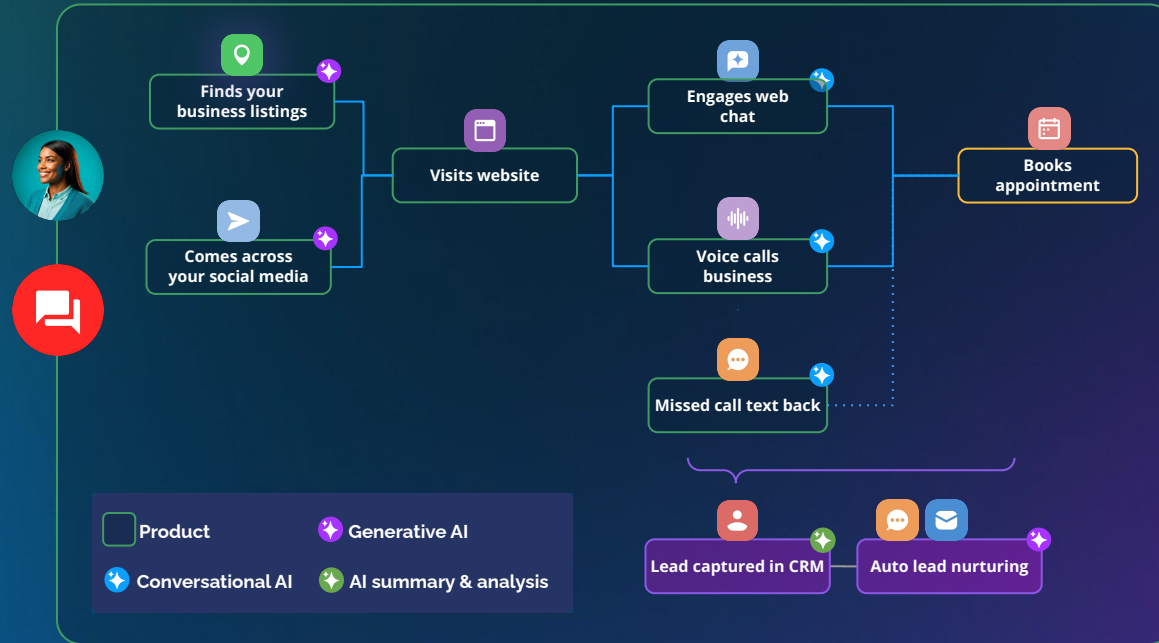 Finds your
business listings
Comes across
your social media
Visits website
Engages web
chat
Voice calls
business
Missed call text back
Books
appointment
Lead captured in CRM
Auto lead nurturing
Product
Generative AI
Conversational AI
AI summary & analysis